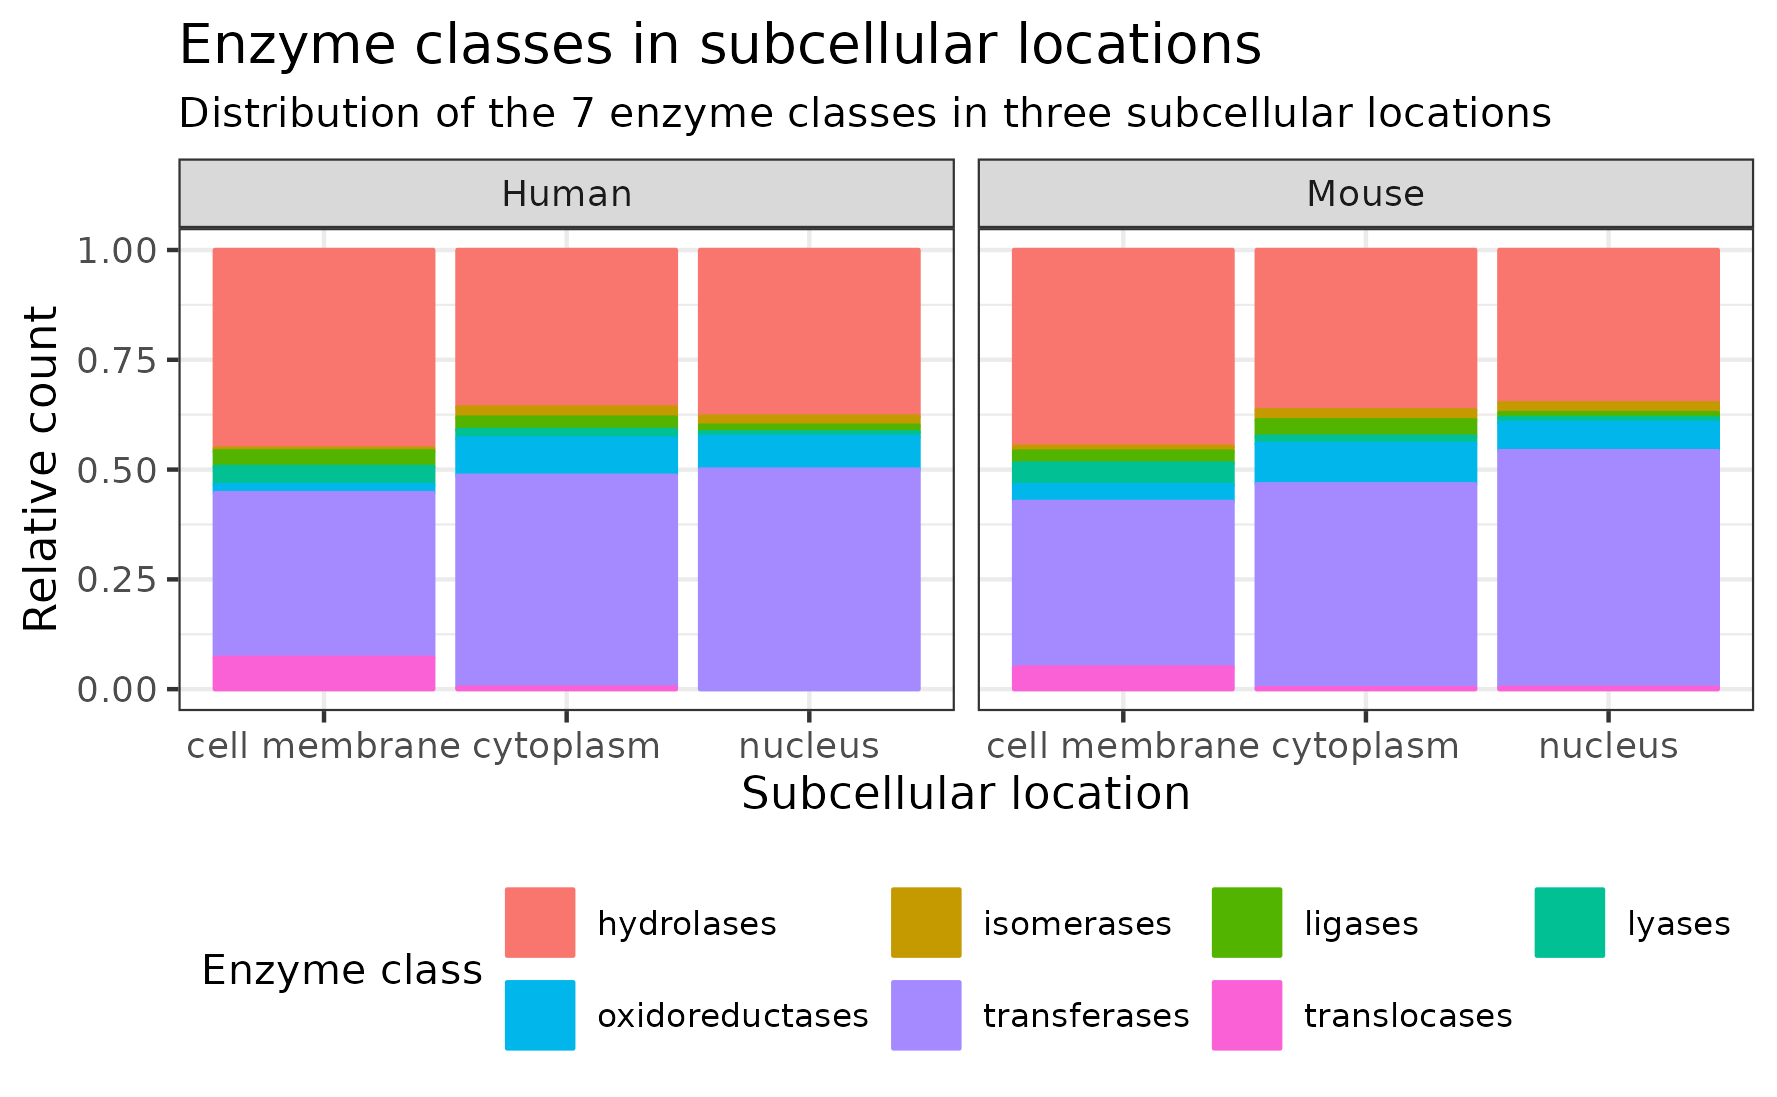 Enzyme classes in subcellular locations
Distribution of the 7 enzyme classes in three subcellular locations
Human
Mouse
Relative count
1.00
0.75
0.50
0.25
0.00
cell membrane cytoplasm nucleus
cell membrane cytoplasm nucleus
Subcellular location
Enzyme class
hydrolases isomerases ligases lyases
oxidoreductases transferases translocases